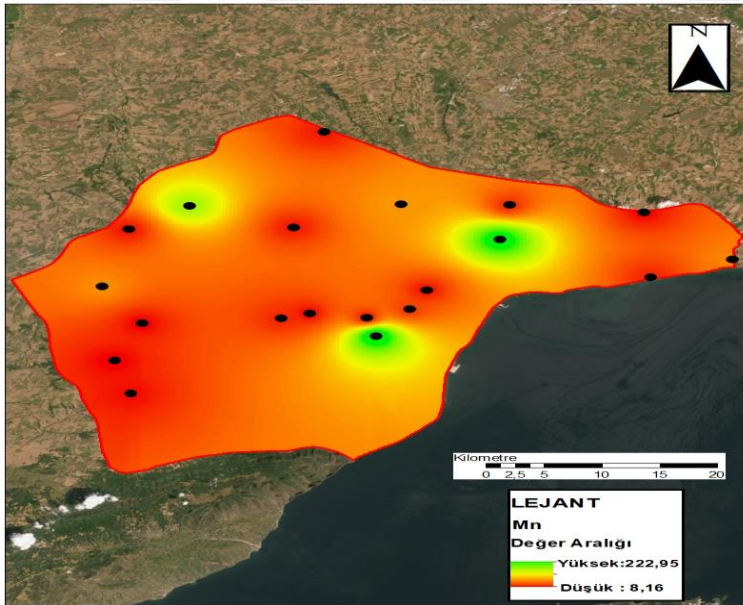 N
Kilometre
0 2,5 5 10 15 20
LEJANT
Mn
Değer Aralığı
Yüksek:222,95
Düşük : 8,16